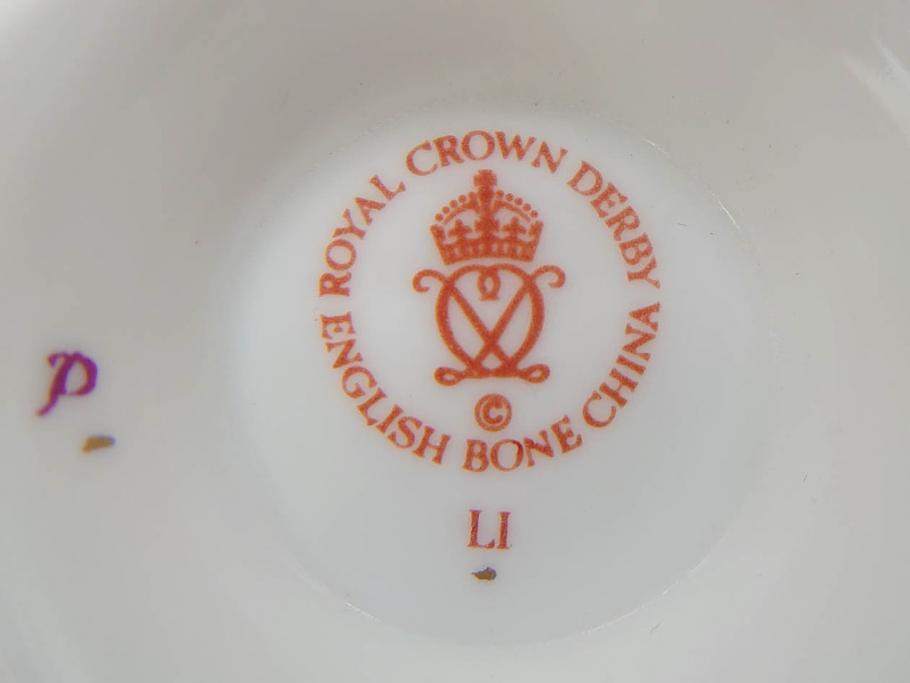 ROYAL CROWN DERBY
ENGLISH BONE CHINA
©
LI
P